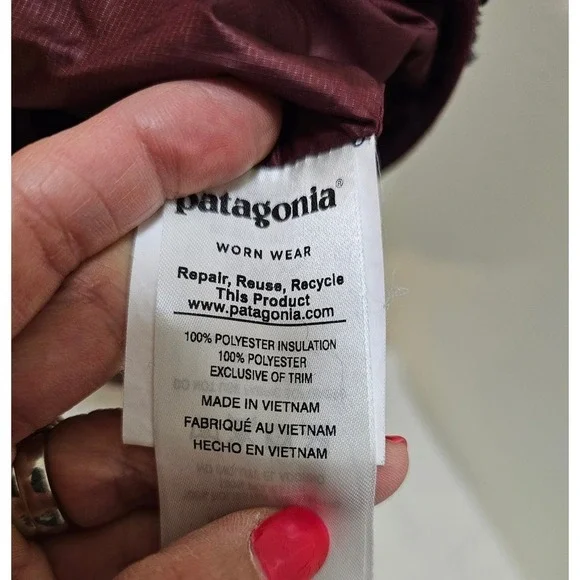 patagonia®
WORN WEAR
Repair, Reuse, Recycle
This Product
www.patagonia.com
100% POLYESTER INSULATION
100% POLYESTER
EXCLUSIVE OF TRIM
MADE IN VIETNAM
FABRIQUÉ AU VIETNAM
HECHO EN VIETNAM